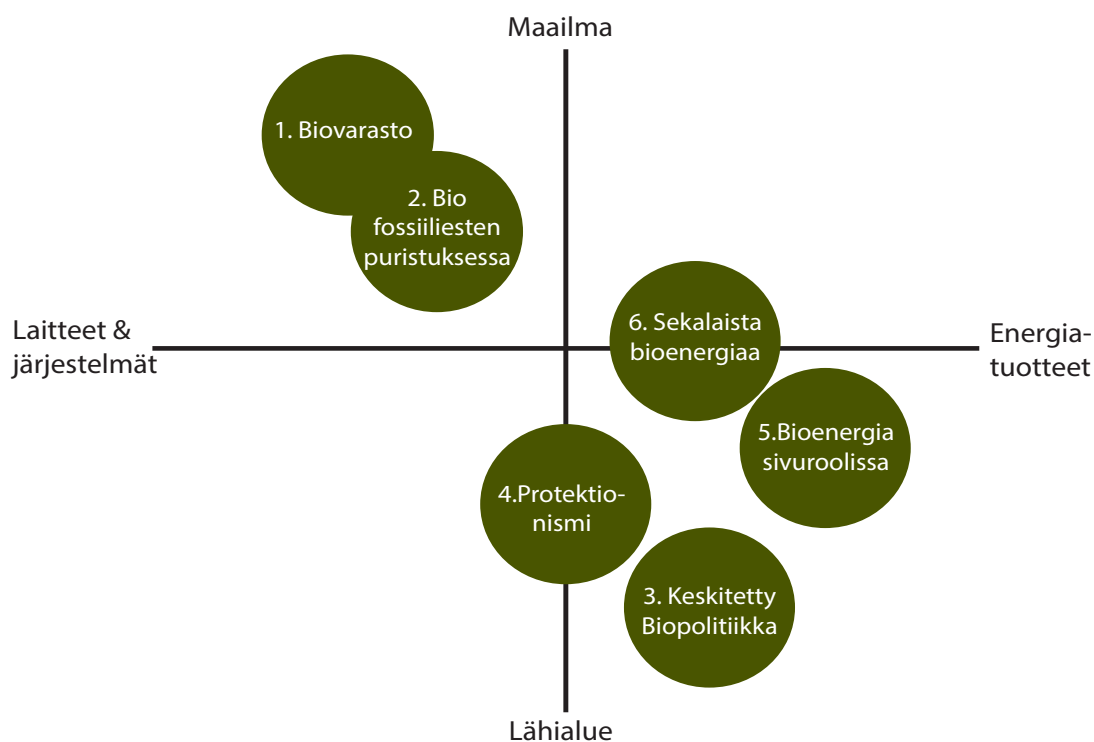 Maailma
1. Biovarasto
2. Bio
fossiiliesten
puristuksessa
Laitteet &
järjestelmät
6. Sekalaista
bioenergiaa
Energia-
tuotteet
5.Bioenergia
sivuroolissa
4.Protektio-
nismi
3. Keskitetty
Biopolitiikka
Lähialue